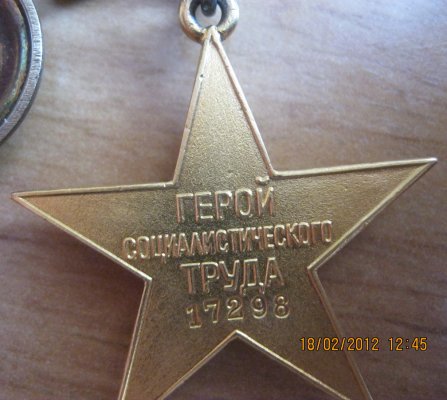 ГЕРОЙ
СОЦИАЛИСТИЧЕСКОГО
ТРУДА
17298
18/02/2012 12:45